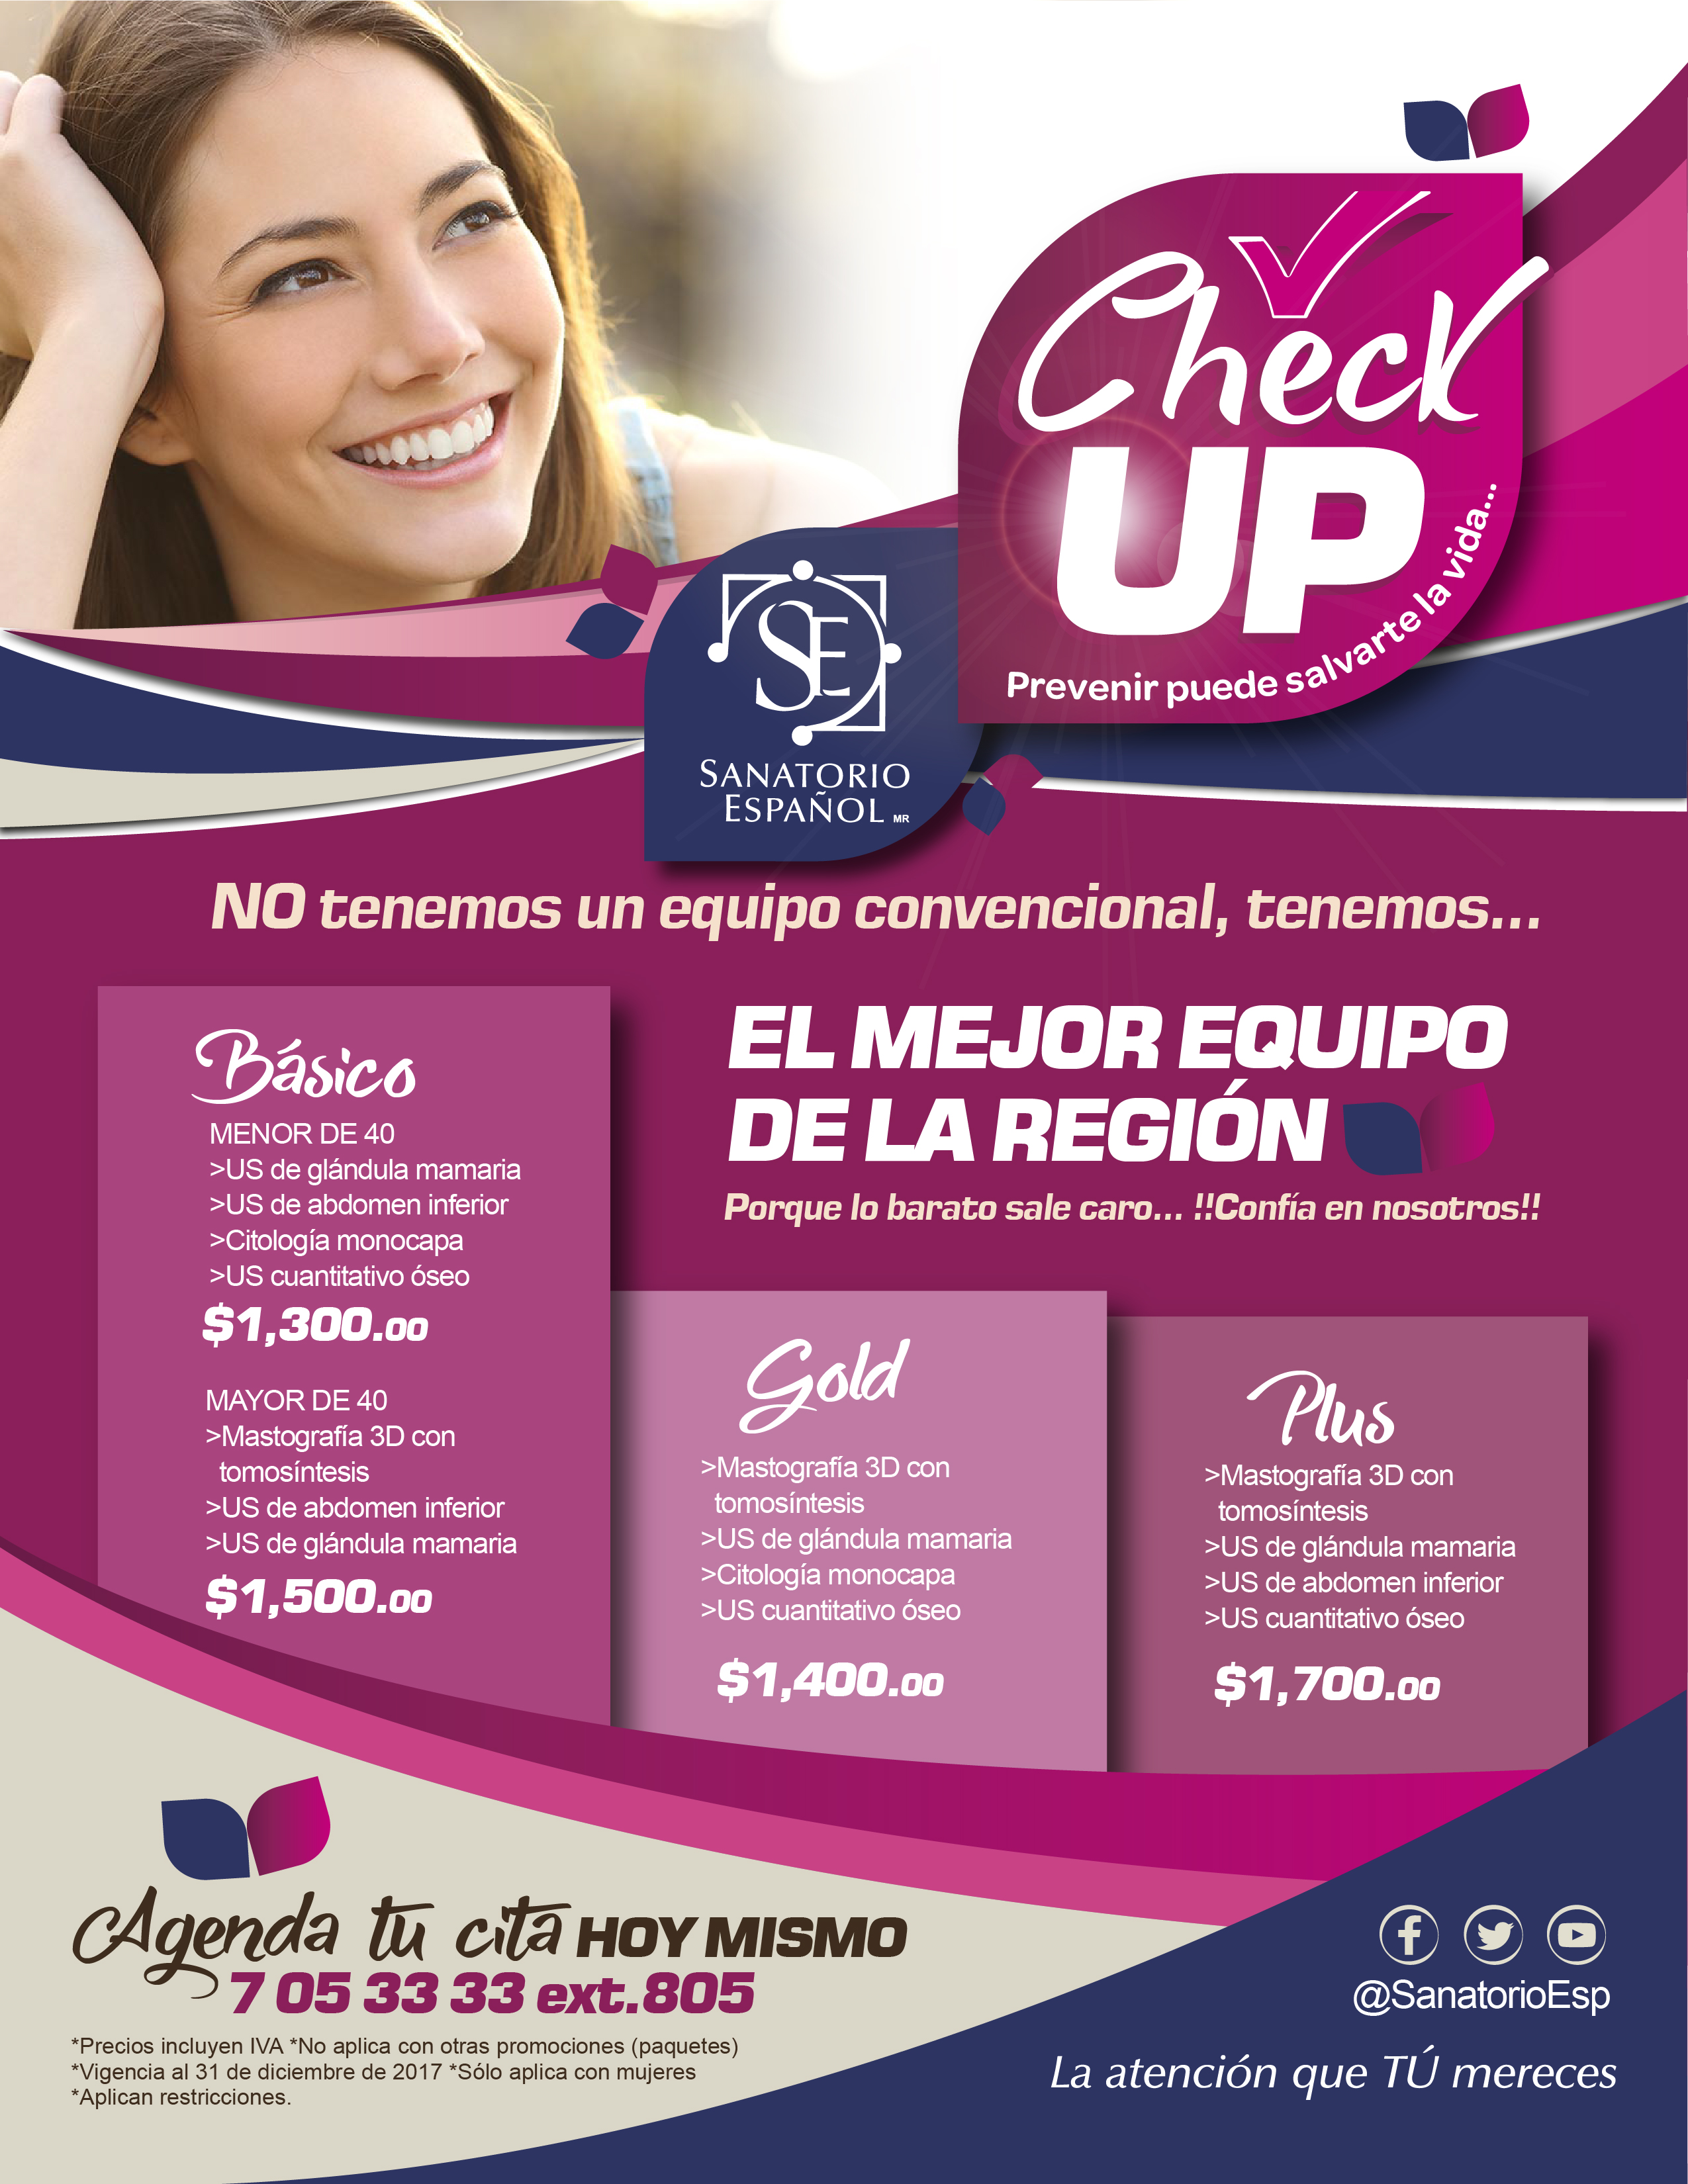 Check
UP
Prevenir puede salvarte la vida...
SE
SANATORIO
ESPAÑOL MR
NO tenemos un equipo convencional, tenemos...
EL MEJOR EQUIPO
DE LA REGIÓN
Porque lo barato sale caro... !!Confía en nosotros!!
Básico
MENOR DE 40
>US de glándula mamaria
>US de abdomen inferior
>Citología monocapa
>US cuantitativo óseo
$1,300.00
MAYOR DE 40
>Mastografía 3D con
tomosíntesis
>US de abdomen inferior
>US de glándula mamaria
$1,500.00
Gold
>Mastografía 3D con
tomosíntesis
>US de glándula mamaria
>Citología monocapa
>US cuantitativo óseo
$1,400.00
Plus
>Mastografía 3D con
tomosíntesis
>US de glándula mamaria
>US de abdomen inferior
>US cuantitativo óseo
$1,700.00
Agenda tu cita HOY MISMO
7 05 33 33 ext.805
*Precios incluyen IVA *No aplica con otras promociones (paquetes)
*Vigencia al 31 de diciembre de 2017 *Sólo aplica con mujeres
*Aplican restricciones.
@SanatorioEsp
La atención que TÚ mereces